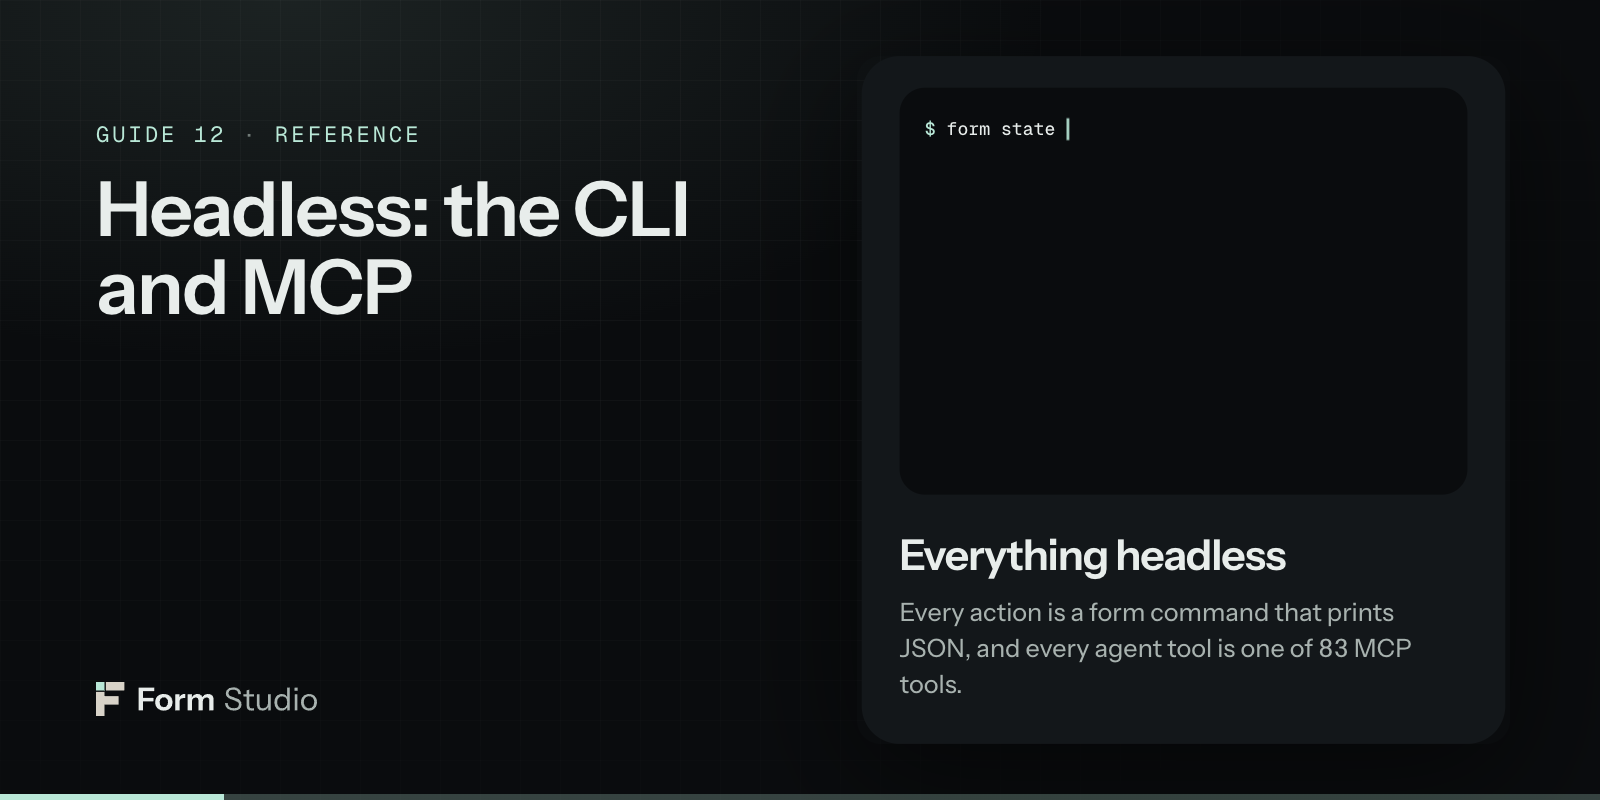 GUIDE 12 · REFERENCE
Headless: the CLI
and MCP
Form Studio
$ form state
Everything headless
Every action is a form command that prints
JSON, and every agent tool is one of 83 MCP
tools.